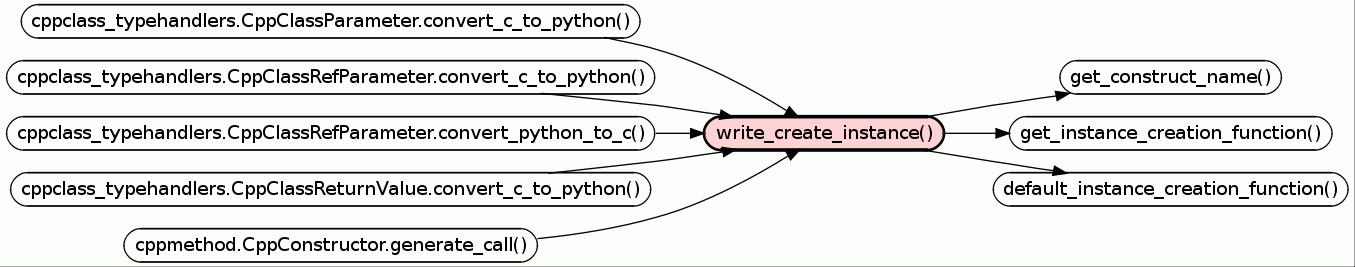 cppclass_typehandlers.CppClassParameter.convert_c_to_python()
cppclass_typehandlers.CppClassRefParameter.convert_c_to_python()
cppclass_typehandlers.CppClassRefParameter.convert_python_to_c()
cppclass_typehandlers.CppClassReturnValue.convert_c_to_python()
cppmethod.CppConstructor.generate_call()
write_create_instance()
get_construct_name()
get_instance_creation_function()
default_instance_creation_function()